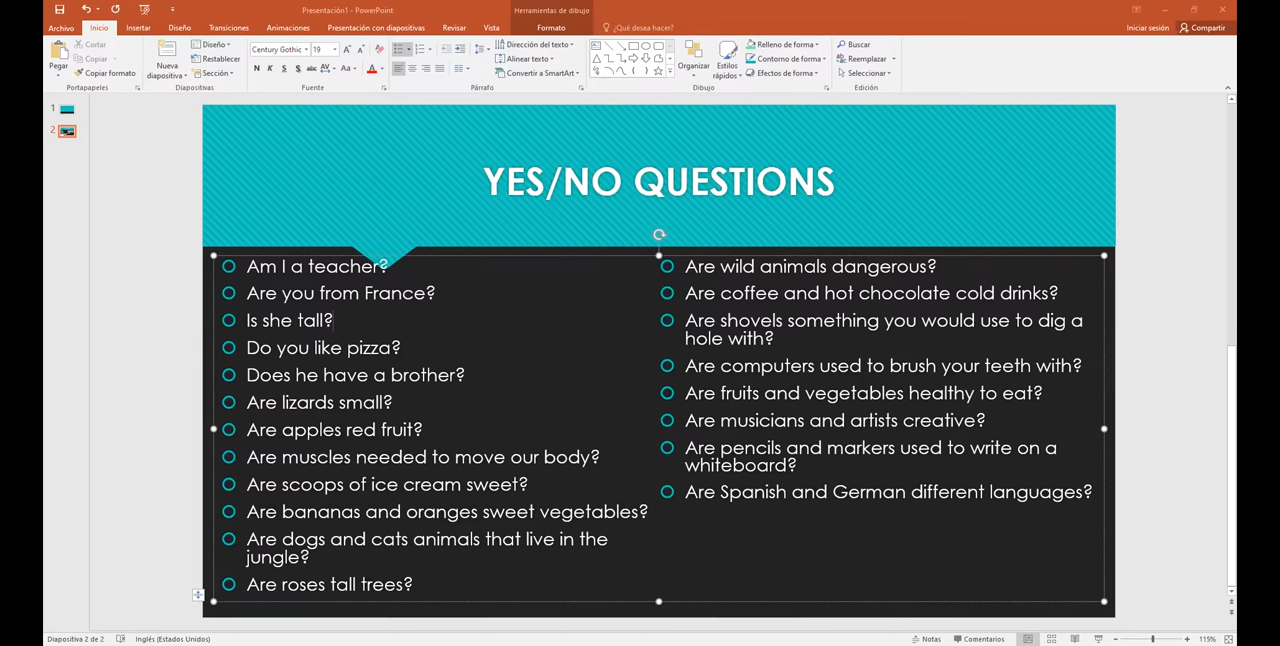 Presentación1 - PowerPoint
Herramientas de dibujo
Archivo Inicio Insertar Diseño Transiciones Animaciones Presentación con diapositivas Revisar Vista Formato ¿Qué desea hacer? Iniciar sesión Compartir
Pegar
Cortar
Copiar
Copiar formato
Portapapeles
Nueva
diapositiva
Diseño
Restablecer
Sección
Diapositivas
Century Gothic 19
N K S S abc AV Aa A
Fuente
Dirección del texto
Alinear texto
Convertir a SmartArt
Párrafo
Organizar
Estilos
rápidos
Relleno de forma
Contorno de forma
Efectos de forma
Dibujo
Buscar
Reemplazar
Seleccionar
Edición
1
2
YES/NO QUESTIONS
Am I a teacher?
Are you from France?
Is she tall?
Do you like pizza?
Does he have a brother?
Are lizards small?
Are apples red fruit?
Are muscles needed to move our body?
Are scoops of ice cream sweet?
Are bananas and oranges sweet vegetables?
Are dogs and cats animals that live in the
jungle?
Are roses tall trees?
Are wild animals dangerous?
Are coffee and hot chocolate cold drinks?
Are shovels something you would use to dig a
hole with?
Are computers used to brush your teeth with?
Are fruits and vegetables healthy to eat?
Are musicians and artists creative?
Are pencils and markers used to write on a
whiteboard?
Are Spanish and German different languages?
Diapositiva 2 de 2 Inglés (Estados Unidos) Notas Comentarios 115%